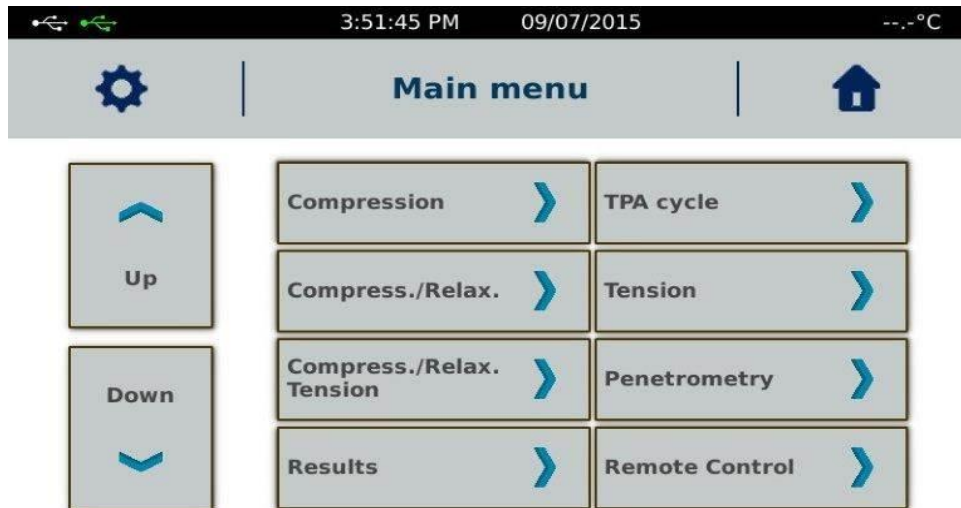 3:51:45 PM 09/07/2015 --.-°C
Main menu
Up
Down
Compression
TPA cycle
Compress./Relax.
Tension
Compress./Relax.
Tension
Penetrometry
Results
Remote Control